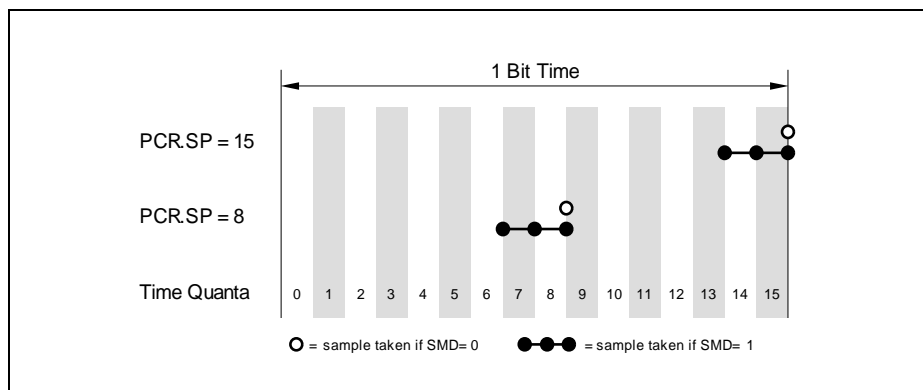 1 Bit Time
PCR.SP = 15
PCR.SP = 8
Time Quanta 0 1 2 3 4 5 6 7 8 9 10 11 12 13 14 15
= sample taken if SMD= 0 = sample taken if SMD= 1